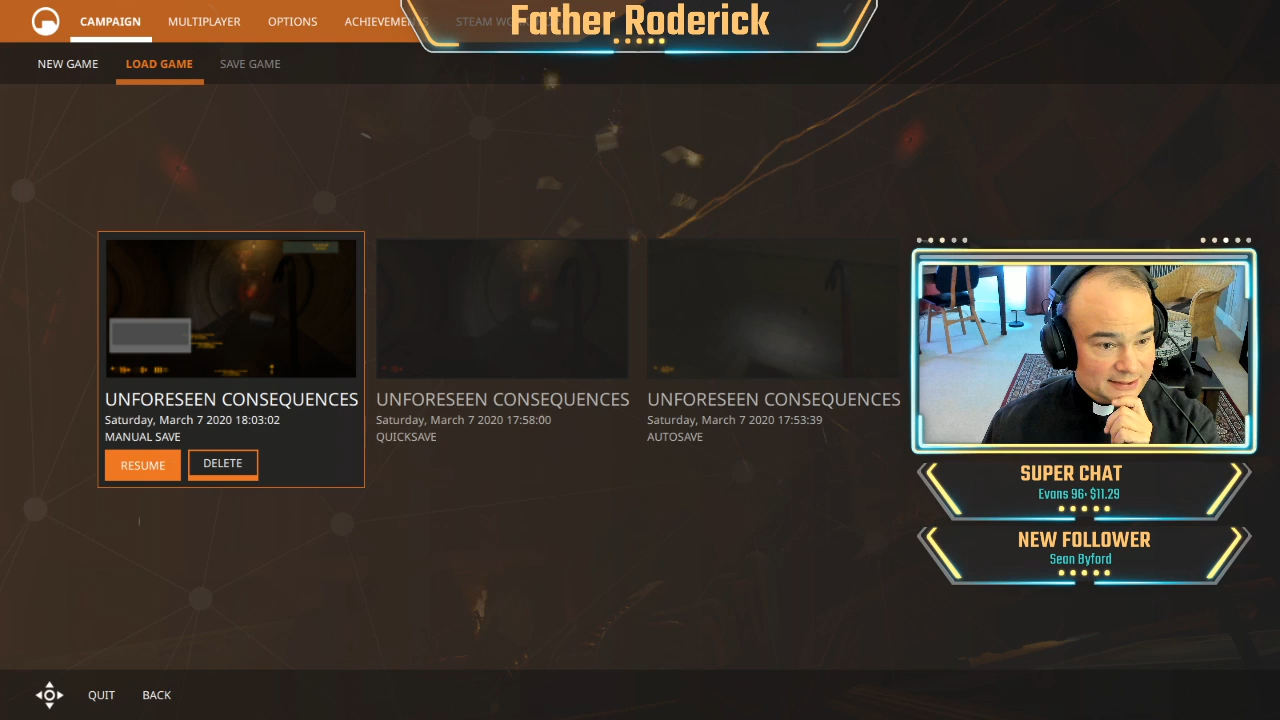 Father Roderick
CAMPAIGN MULTIPLAYER OPTIONS ACHIEVEMENTS STEAM
NEW GAME LOAD GAME SAVE GAME
UNFORESEEN CONSEQUENCES
Saturday, March 7 2020 18:03:02
MANUAL SAVE
RESUME DELETE
UNFORESEEN CONSEQUENCES
Saturday, March 7 2020 17:58:00
QUICKSAVE
UNFORESEEN CONSEQUENCES
Saturday, March 7 2020 17:53:39
AUTOSAVE
SUPER CHAT
Evans 96• $11.29
NEW FOLLOWER
Sean Byford
QUIT BACK